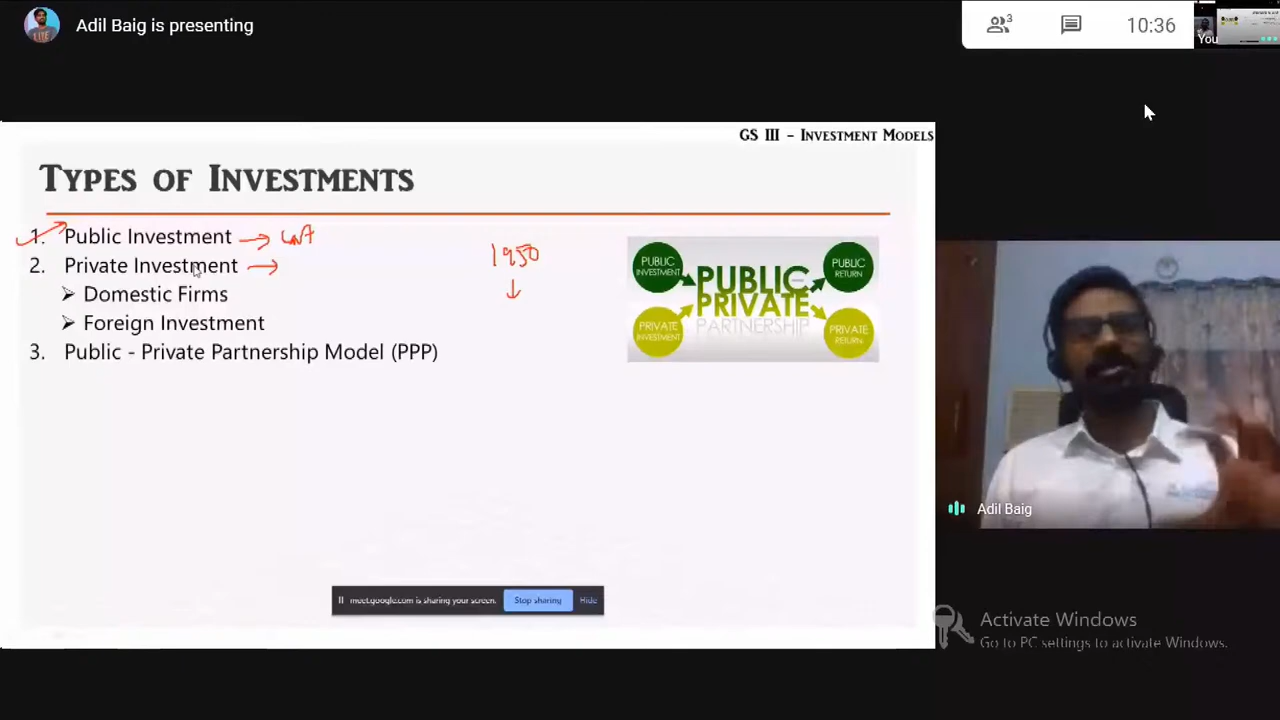 Adil Baig is presenting
3
10:36
You
GS III – Investment Models
Types of Investments
1. Public Investment → Govt
2. Private Investment →
➢ Domestic Firms
➢ Foreign Investment
3. Public - Private Partnership Model (PPP)
1950
↓
PUBLIC INVESTMENT
PUBLIC RETURN
PUBLIC
PRIVATE
PARTNERSHIP
PRIVATE INVESTMENT
PRIVATE RETURN
meet.google.com is sharing your screen.
Stop sharing
Hide
Adil Baig
Activate Windows
Go to PC settings to activate Windows.